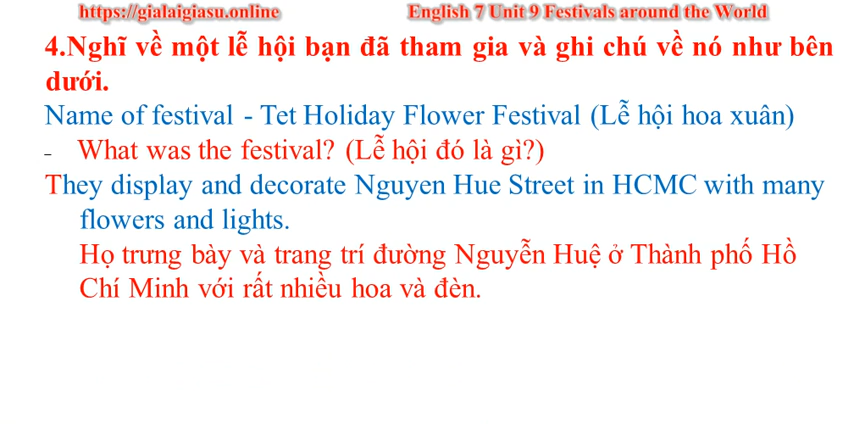 https://gialaigiasu.online English 7 Unit 9 Festivals around the World
4.Nghĩ về một lễ hội bạn đã tham gia và ghi chú về nó như bên
dưới.
Name of festival - Tet Holiday Flower Festival (Lễ hội hoa xuân)
- What was the festival? (Lễ hội đó là gì?)
They display and decorate Nguyen Hue Street in HCMC with many
flowers and lights.
Họ trưng bày và trang trí đường Nguyễn Huệ ở Thành phố Hồ
Chí Minh với rất nhiều hoa và đèn.